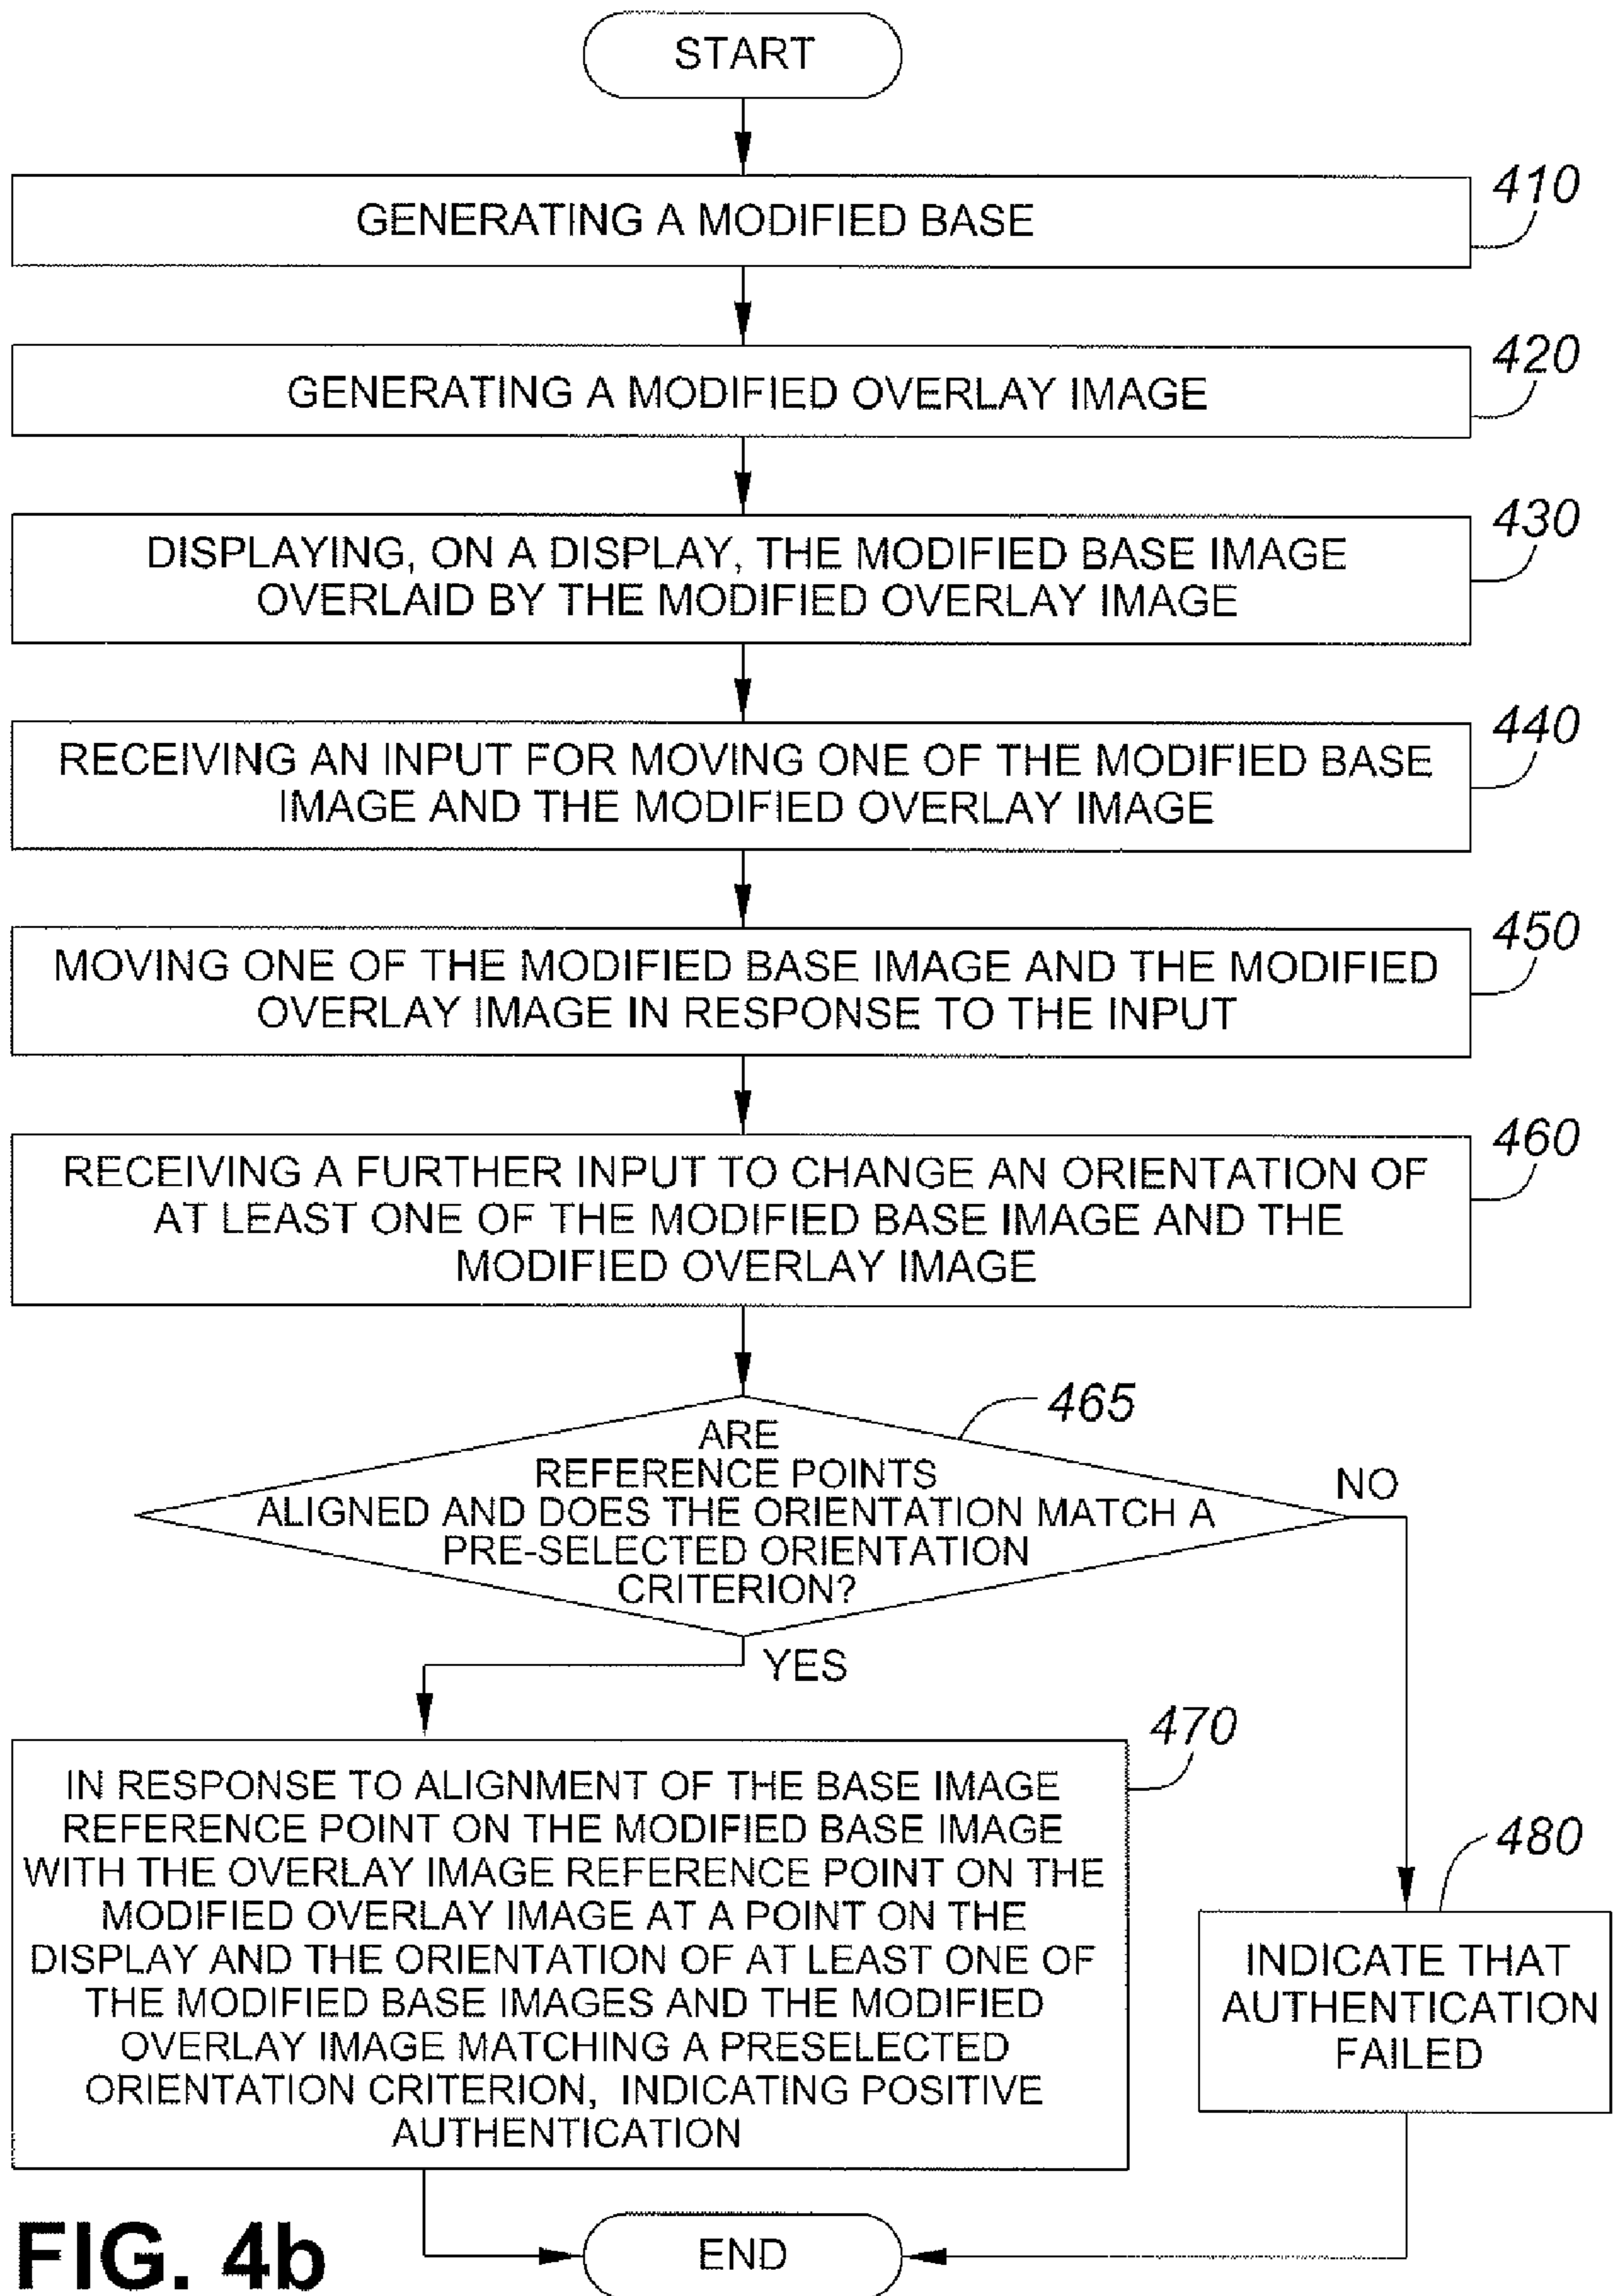 START
410
GENERATING A MODIFIED BASE
420
GENERATING A MODIFIED OVERLAY IMAGE
430
DISPLAYING, ON A DISPLAY, THE MODIFIED BASE IMAGE
OVERLAID BY THE MODIFIED OVERLAY IMAGE
440
RECEIVING AN INPUT FOR MOVING ONE OF THE MODIFIED BASE
IMAGE AND THE MODIFIED OVERLAY IMAGE
450
MOVING ONE OF THE MODIFIED BASE IMAGE AND THE MODIFIED
OVERLAY IMAGE IN RESPONSE TO THE INPUT
460
RECEIVING A FURTHER INPUT TO CHANGE AN ORIENTATION OF
AT LEAST ONE OF THE MODIFIED BASE IMAGE AND THE
MODIFIED OVERLAY IMAGE
465
ARE
REFERENCE POINTS
ALIGNED AND DOES THE ORIENTATION MATCH A
PRE-SELECTED ORIENTATION
CRITERION?
NO
YES
470
IN RESPONSE TO ALIGNMENT OF THE BASE IMAGE
REFERENCE POINT ON THE MODIFIED BASE IMAGE
WITH THE OVERLAY IMAGE REFERENCE POINT ON THE
MODIFIED OVERLAY IMAGE AT A POINT ON THE
DISPLAY AND THE ORIENTATION OF AT LEAST ONE OF
THE MODIFIED BASE IMAGES AND THE MODIFIED
OVERLAY IMAGE MATCHING A PRESELECTED
ORIENTATION CRITERION, INDICATING POSITIVE
AUTHENTICATION
480
INDICATE THAT
AUTHENTICATION
FAILED
END
FIG. 4b